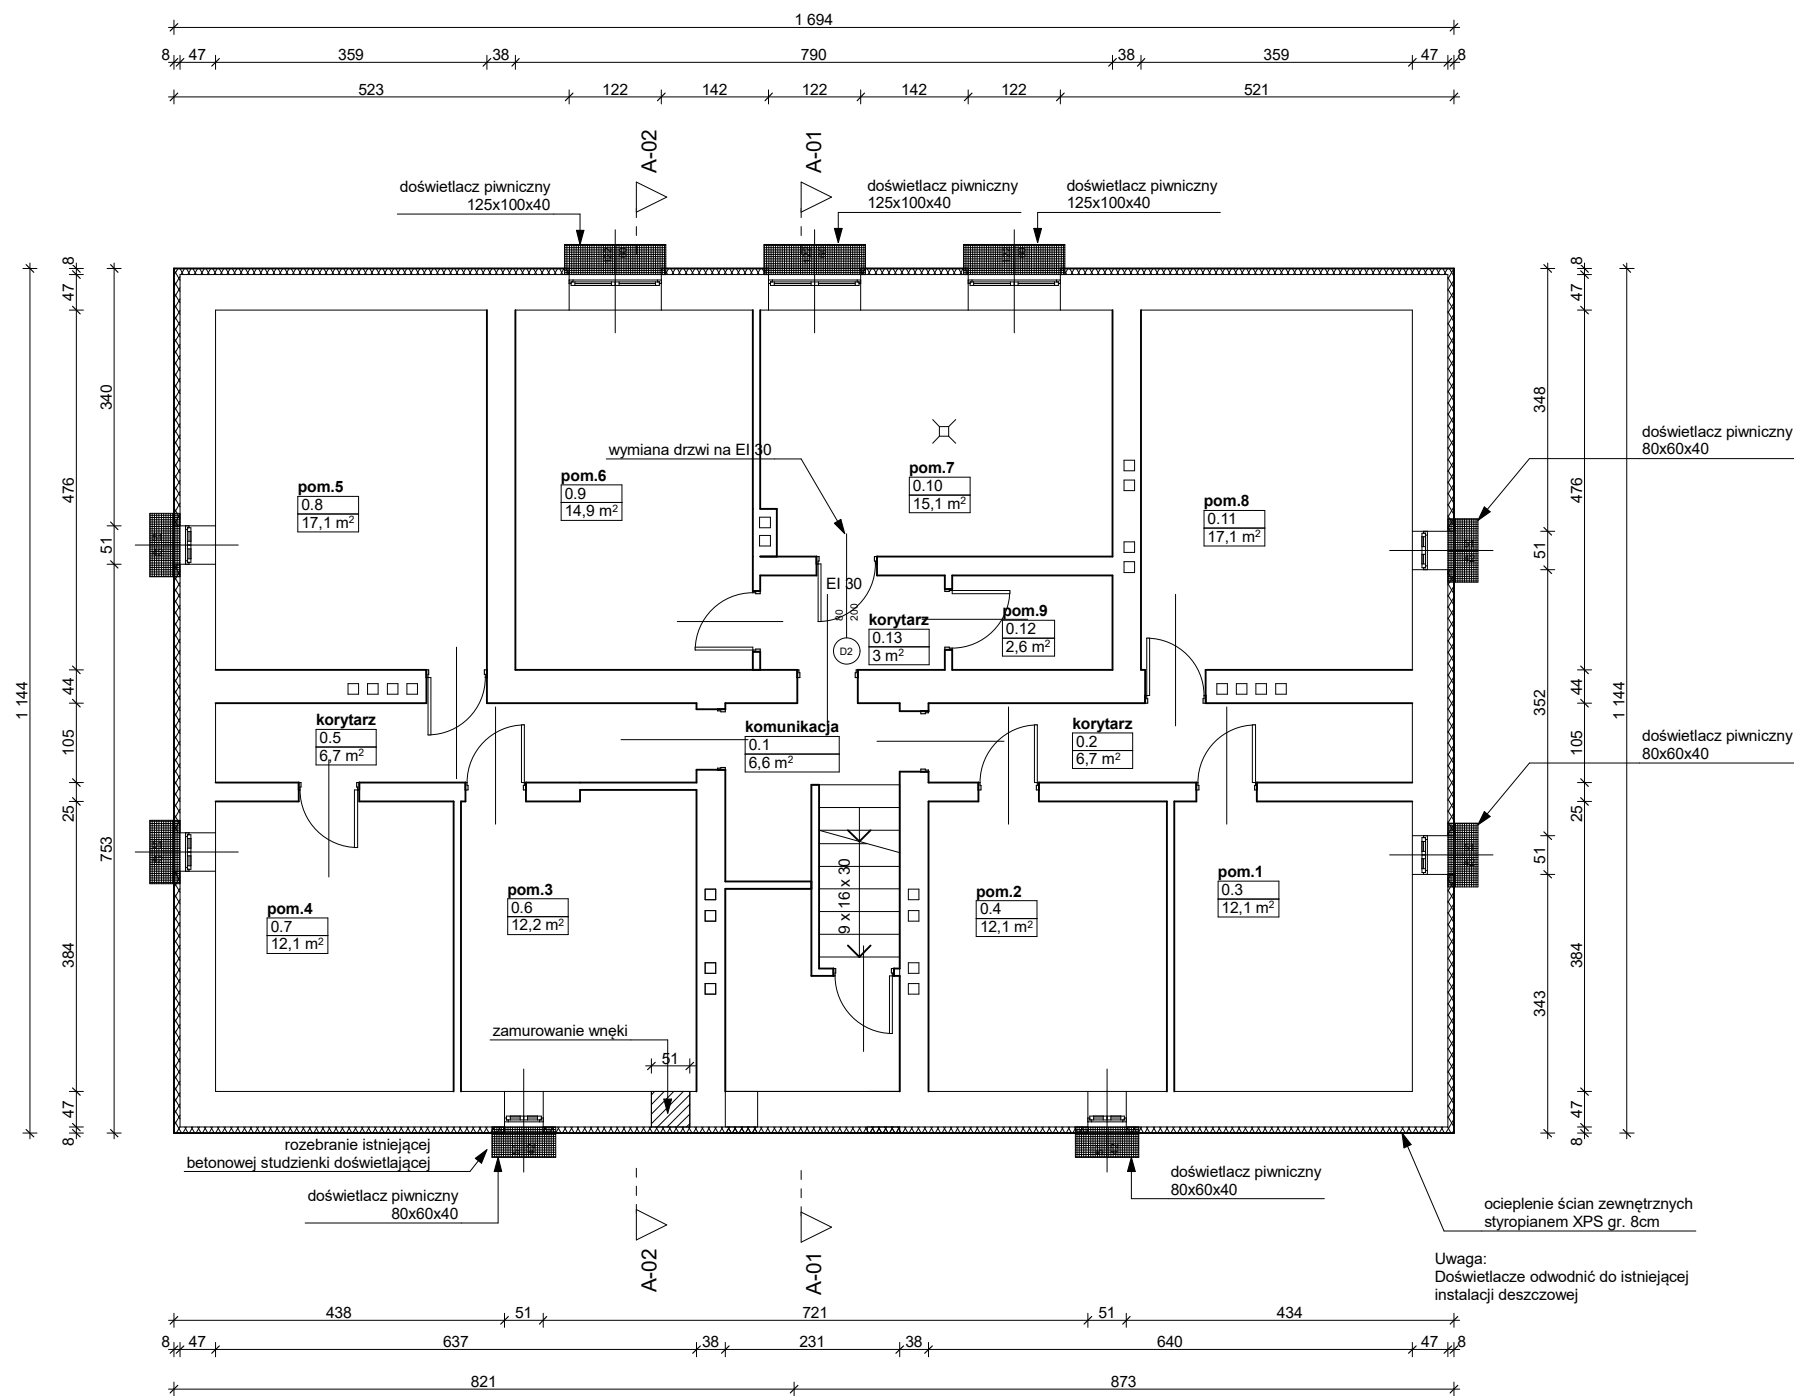 1 694
8 47 359 38 790 38 359 47 8
523 122 142 122 142 122 521
A-02
A-01
doświetlacz piwniczny
125x100x40
doświetlacz piwniczny
125x100x40
doświetlacz piwniczny
125x100x40
1 144
8
47
476
44
105
25
384
47
8
340
51
753
348
51
352
51
343
8
47
476
44
105
25
384
47
8
1 144
doświetlacz piwniczny
80x60x40
doświetlacz piwniczny
80x60x40
wymiana drzwi na EI 30
pom.5
0.8
17,1 m²
pom.6
0.9
14,9 m²
pom.7
0.10
15,1 m²
pom.8
0.11
17,1 m²
EI 30
80
200
D2
korytarz
0.13
3 m²
pom.9
0.12
2,6 m²
korytarz
0.5
6,7 m²
komunikacja
0.1
6,6 m²
korytarz
0.2
6,7 m²
9 x 16 x 30
pom.4
0.7
12,1 m²
pom.3
0.6
12,2 m²
pom.2
0.4
12,1 m²
pom.1
0.3
12,1 m²
zamurowanie wnęki
51
rozebranie istniejącej
betonowej studzienki doświetlającej
doświetlacz piwniczny
80x60x40
doświetlacz piwniczny
80x60x40
ocieplenie ścian zewnętrznych
styropianem XPS gr. 8cm
Uwaga:
Doświetlacze odwodnić do istniejącej
instalacji deszczowej
A-02
A-01
438 51 721 51 434
8 47 637 38 231 38 640 47 8
821 873